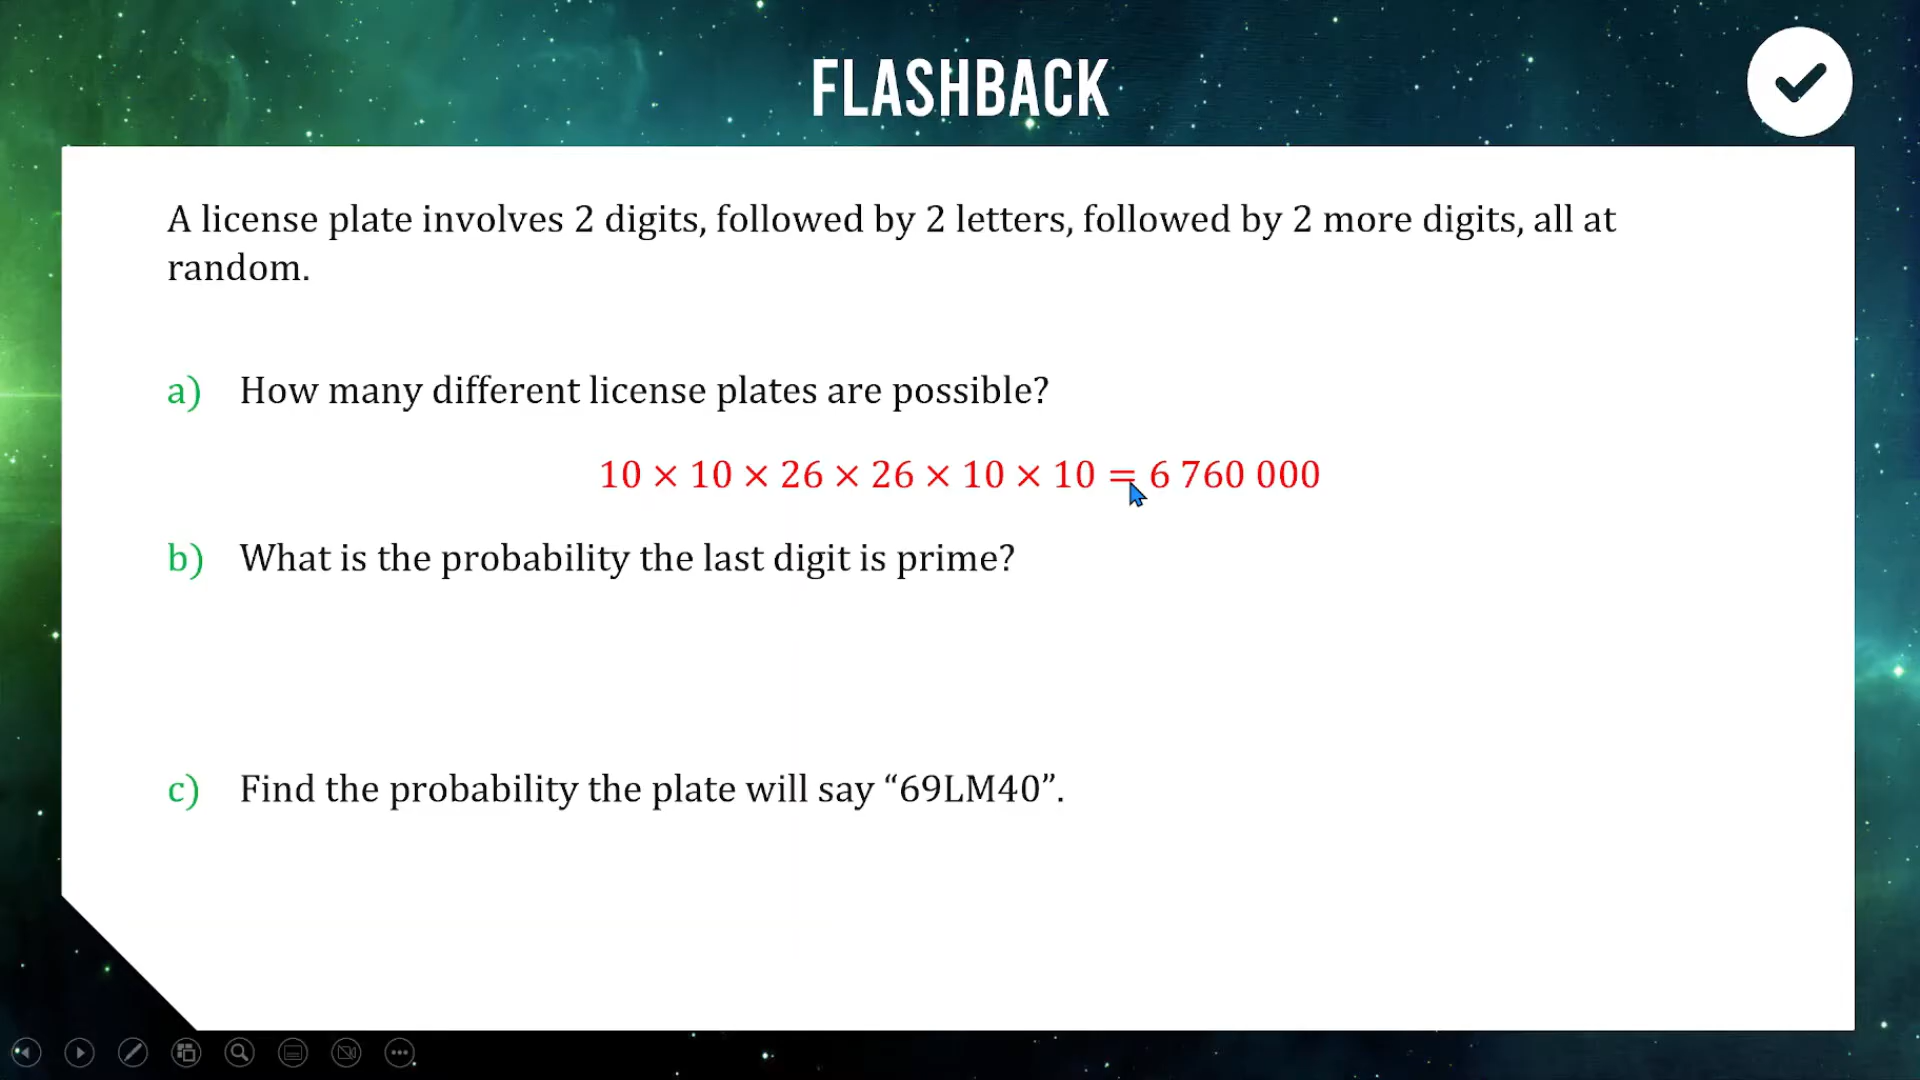 FLASHBACK
A license plate involves 2 digits, followed by 2 letters, followed by 2 more digits, all at
random.
a) How many different license plates are possible?
10 × 10 × 26 × 26 × 10 × 10 = 6 760 000
b) What is the probability the last digit is prime?
c) Find the probability the plate will say “69LM40”.